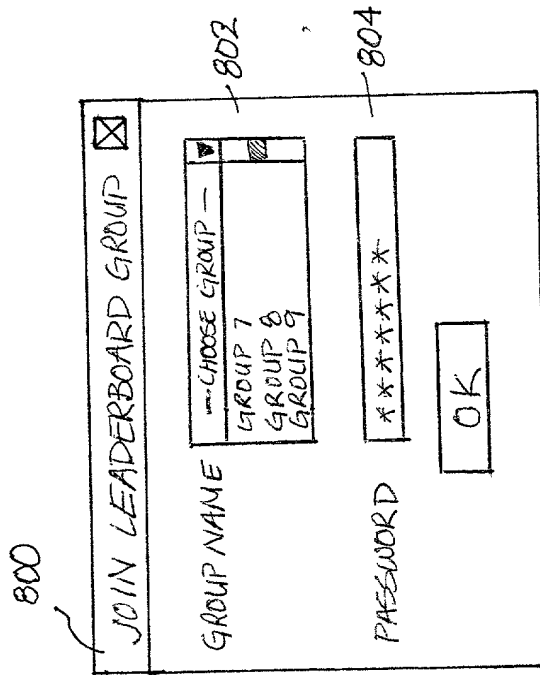 800
JOIN LEADERBOARD GROUP
GROUP NAME
— CHOOSE GROUP —
802
GROUP 7
GROUP 8
GROUP 9
PASSWORD
*******
804
OK